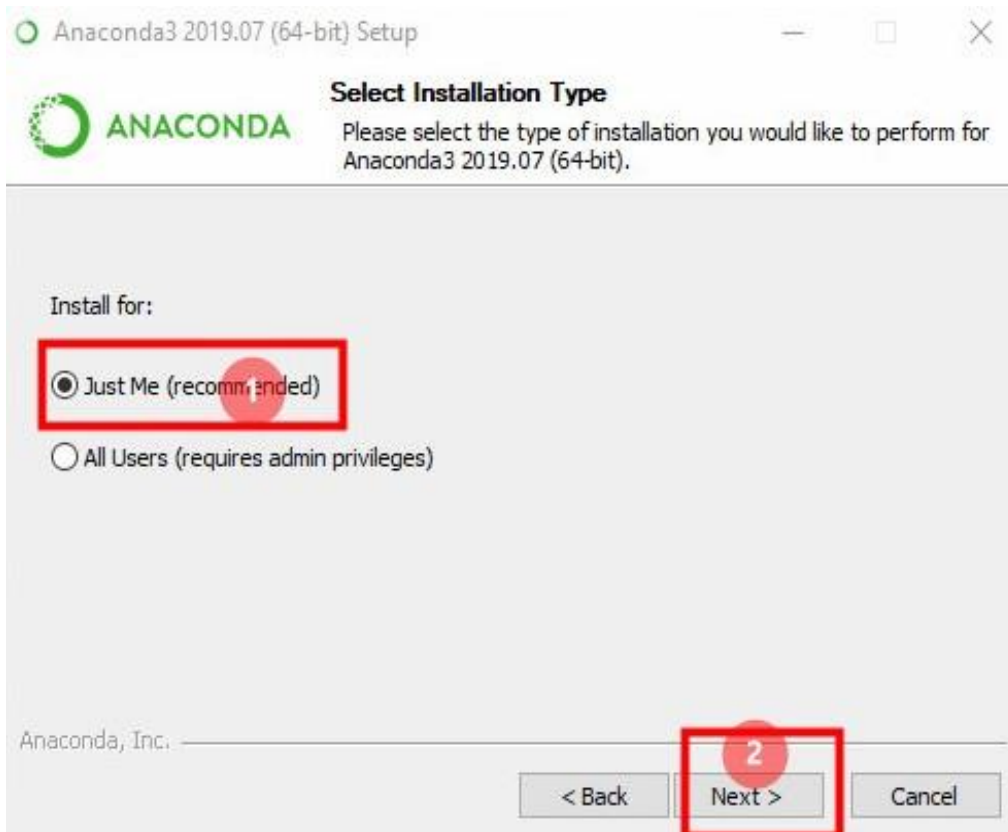 Anaconda3 2019.07 (64-bit) Setup
ANACONDA
Select Installation Type
Please select the type of installation you would like to perform for
Anaconda3 2019.07 (64-bit).
Install for:
Just Me (recommended)
1
All Users (requires admin privileges)
Anaconda, Inc.
2
< Back
Next >
Cancel